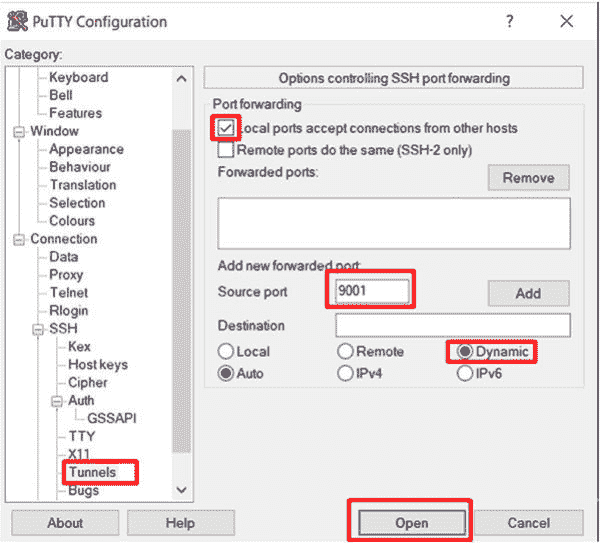 PuTTY Configuration
Category:
Keyboard
Bell
Features
Window
Appearance
Behaviour
Translation
Selection
Colours
Connection
Data
Proxy
Telnet
Rlogin
SSH
Kex
Host keys
Cipher
Auth
GSSAPI
TTY
X11
Tunnels
Bugs
Options controlling SSH port forwarding
Port forwarding
Local ports accept connections from other hosts
Remote ports do the same (SSH-2 only)
Forwarded ports:
Remove
Add new forwarded port:
Source port
9001
Add
Destination
Local Remote Dynamic
Auto IPv4 IPv6
About Help Open Cancel